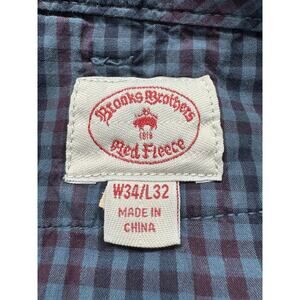 Brooks Brothers
1818
Red Fleece
W34/L32
MADE IN
CHINA